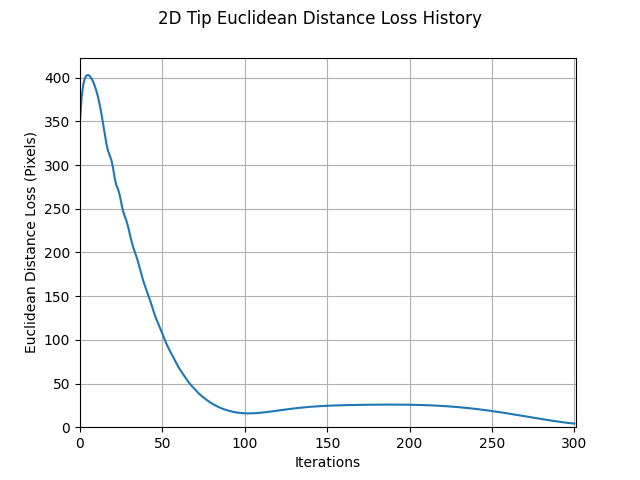 2D Tip Euclidean Distance Loss History
Euclidean Distance Loss (Pixels)
400
350
300
250
200
150
100
50
0
0 50 100 150 200 250 300
Iterations